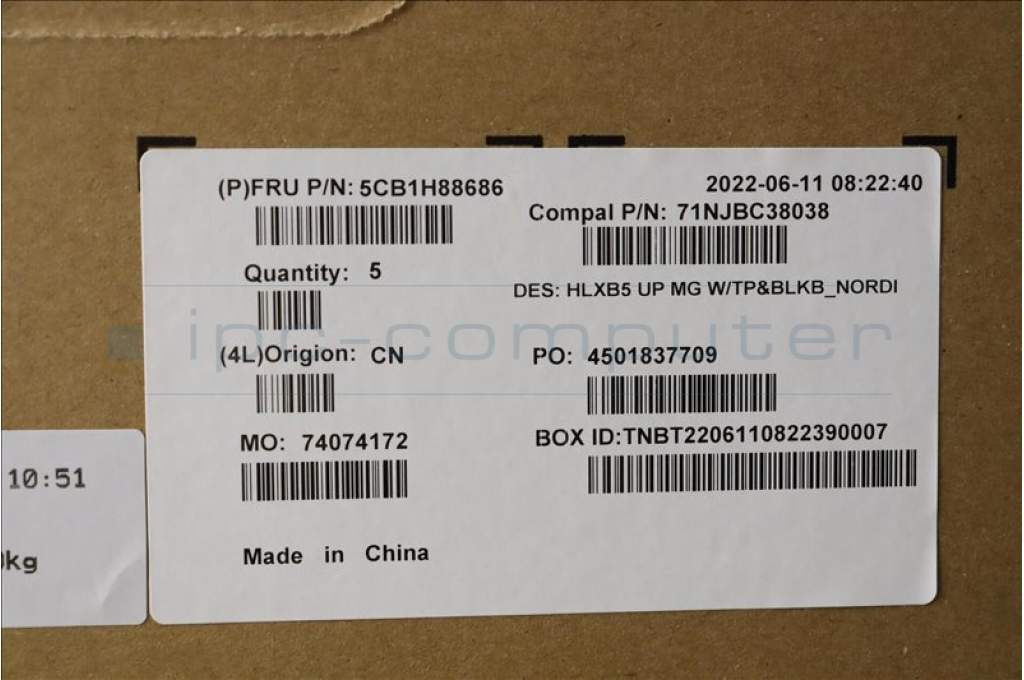 (P)FRU P/N: 5CB1H88686
2022-06-11 08:22:40
Compal P/N: 71NJBC38038
Quantity: 5
DES: HLXB5 UP MG W/TP&BLKB_NORDI
ipc-computer
(4L)Origion: CN
PO: 4501837709
MO: 74074172
BOX ID:TNBT2206110822390007
Made in China
10:51
kg